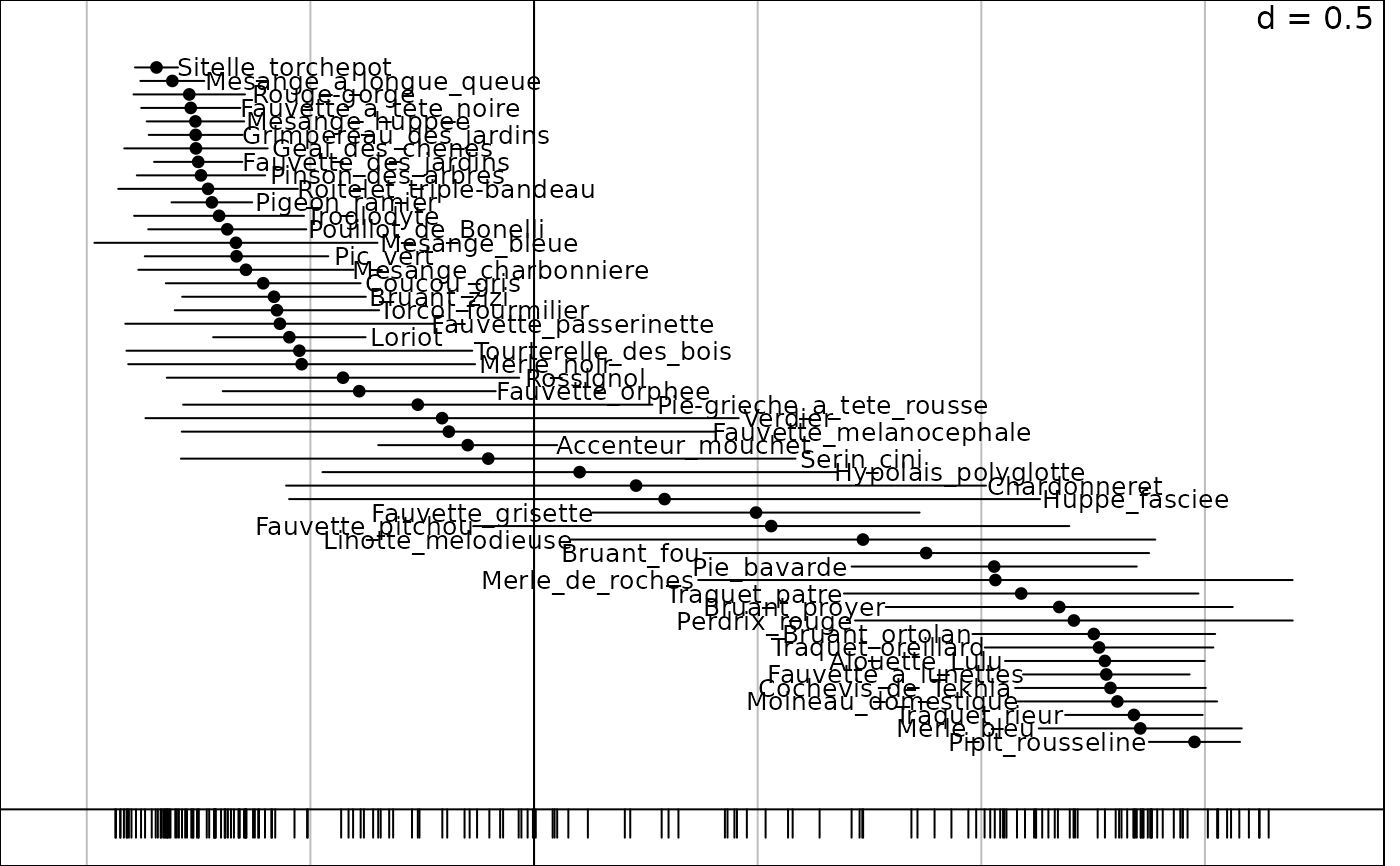 d = 0.5
Sitelle_torchepot
Mesange_a_longue_queue
Rouge-gorge
Fauvette_a_tete_noire
Mesange_huppee
Grimpereau_des_jardins
Geai_des_chenes
Fauvette_des_jardins
Pinson_des_arbres
Roitelet_triple-bandeau
Pigeon_ramier
Troglodyte
Pouillot_de_Bonelli
Mesange_bleue
Pic_vert
Mesange_charbonniere
Coucou_gris
Bruant_zizi
Torcol_fourmilier
Fauvette_passerinette
Loriot
Tourterelle_des_bois
Merle_noir
Rossignol
Fauvette_orphee
Pie-grieche_a_tete_rousse
Verdier
Fauvette_melanocephale
Accenteur_mouchet
Serin_cini
Hypolais_polyglotte
Chardonneret
Huppe_fasciee
Fauvette_grisette
Fauvette_pitchou
Linotte_melodieuse
Bruant_fou
Pie_bavarde
Merle_de_roches
Traquet_patre
Bruant_proyer
Perdrix_rouge
Bruant_ortolan
Traquet_oreillard
Alouette_Lulu
Fauvette_a_lunettes
Cochevis_de_Tekhla
Moineau_domestique
Traquet_rieur
Merle_bleu
Pipit_rousseline